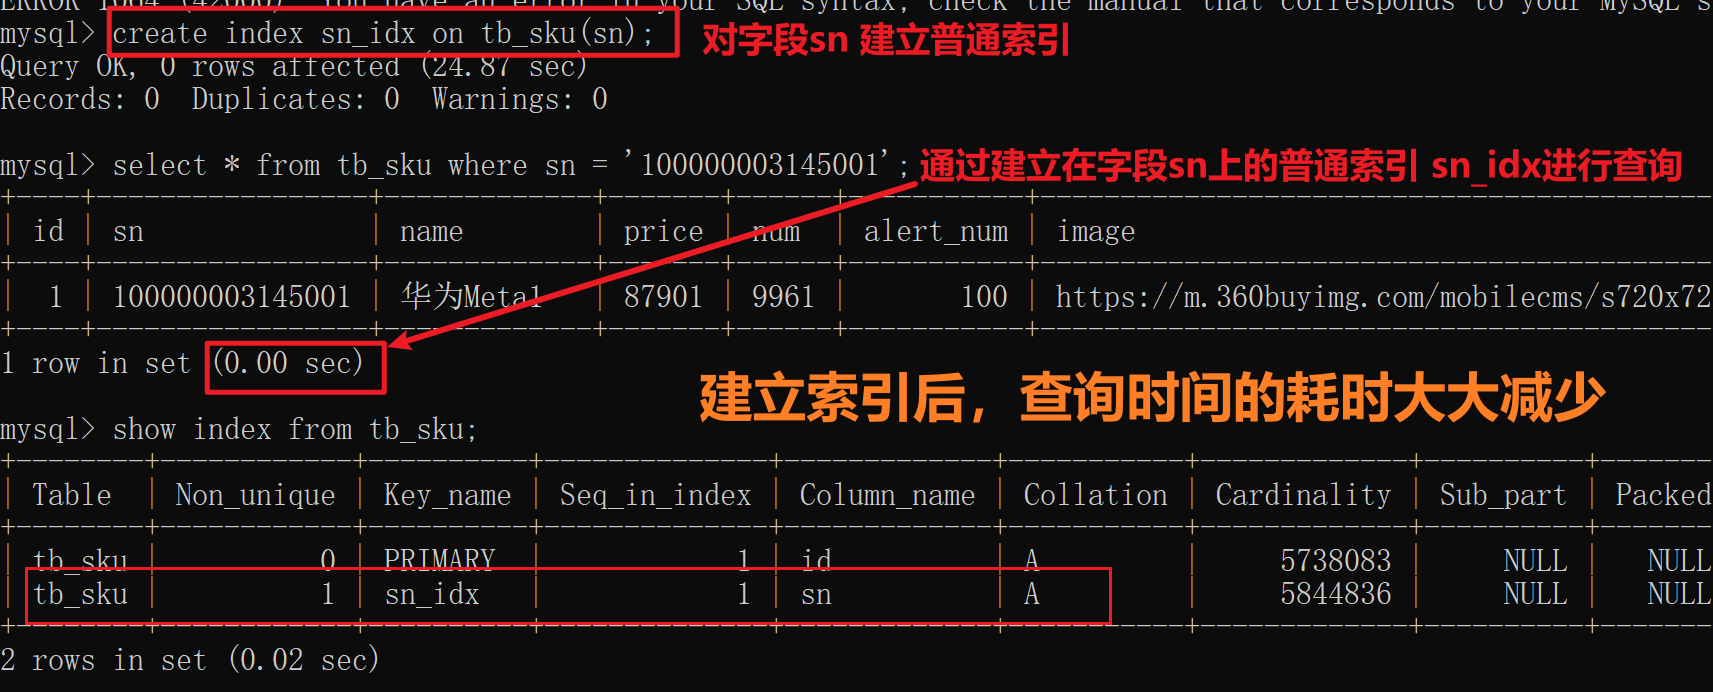 ERROR 1064 (42000): You have an error in your SQL syntax; check the manual that corresponds to your MySQL s
mysql> create index sn_idx on tb_sku(sn); 对字段sn 建立普通索引
Query OK, 0 rows affected (24.87 sec)
Records: 0  Duplicates: 0  Warnings: 0
mysql> select * from tb_sku where sn = '100000003145001'; 通过建立在字段sn上的普通索引 sn_idx进行查询
| id | sn | name | price | num | alert_num | image
| 1 | 100000003145001 | 华为Meta1 | 87901 | 9961 | 100 | https://m.360buyimg.com/mobilecms/s720x72
1 row in set (0.00 sec)
建立索引后，查询时间的耗时大大减少
mysql> show index from tb_sku;
| Table | Non_unique | Key_name | Seq_in_index | Column_name | Collation | Cardinality | Sub_part | Packed
| tb_sku | 0 | PRIMARY | 1 | id | A | 5738083 | NULL | NULL
| tb_sku | 1 | sn_idx | 1 | sn | A | 5844836 | NULL | NULL
2 rows in set (0.02 sec)